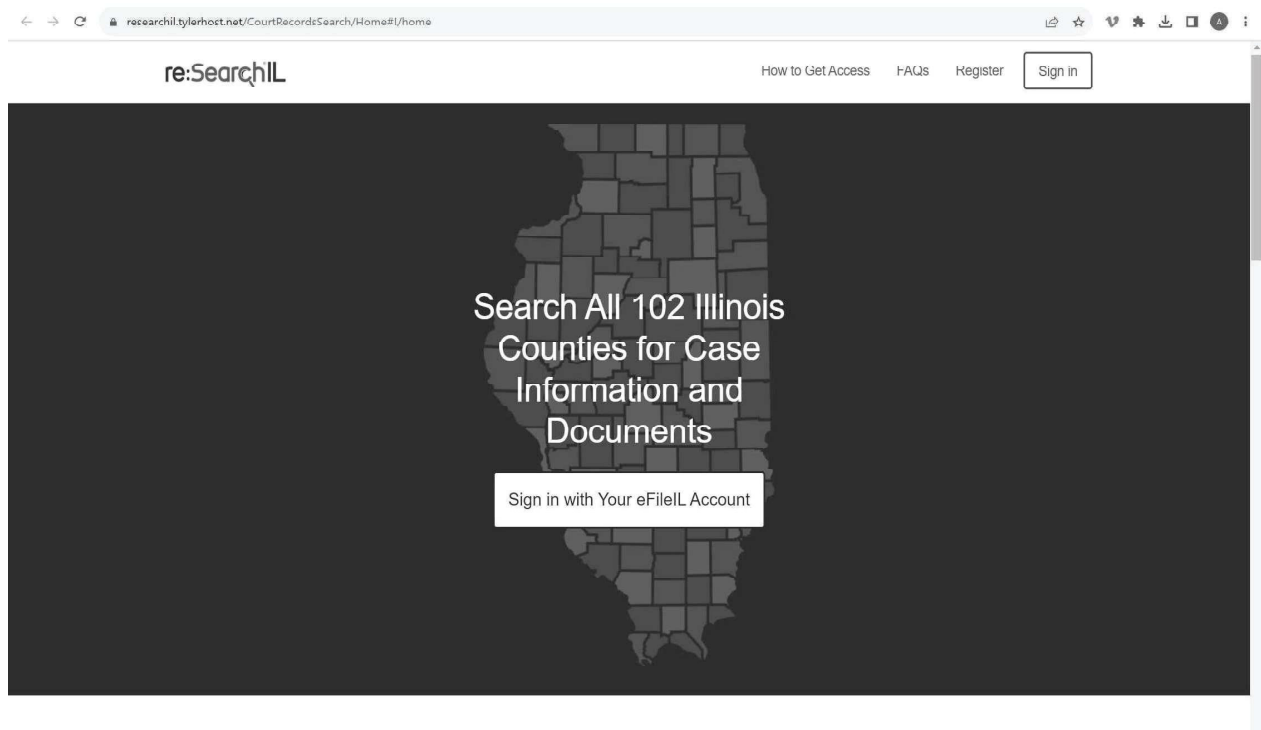 researchil.tylerhost.net/CourtRecordsSearch/Home#!/home
A
re:SearchIL
How to Get Access FAQs Register Sign in
Search All 102 Illinois
Counties for Case
Information and
Documents
Sign in with Your eFileIL Account